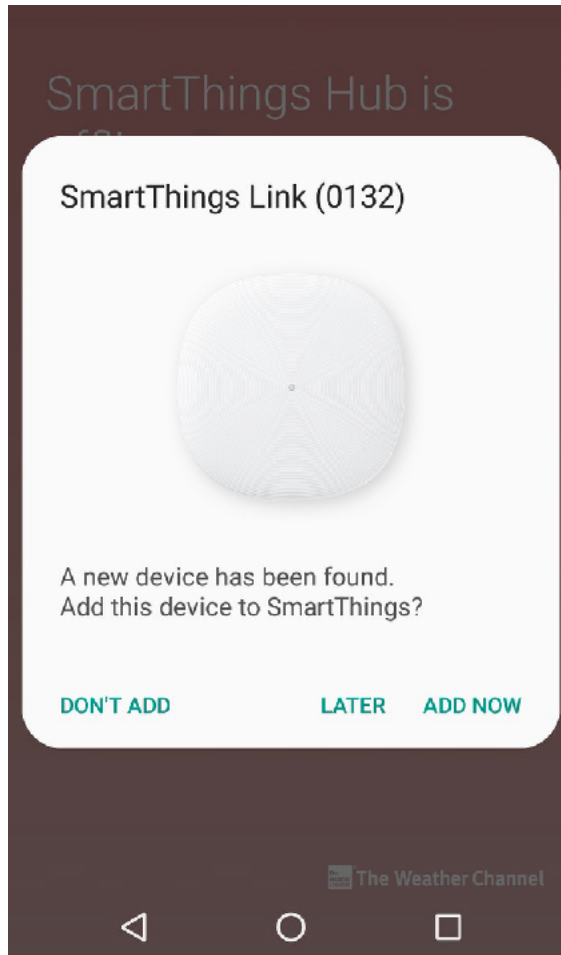 SmartThings Hub is
SmartThings Link (0132)
A new device has been found.
Add this device to SmartThings?
DON'T ADD LATER ADD NOW
The Weather Channel